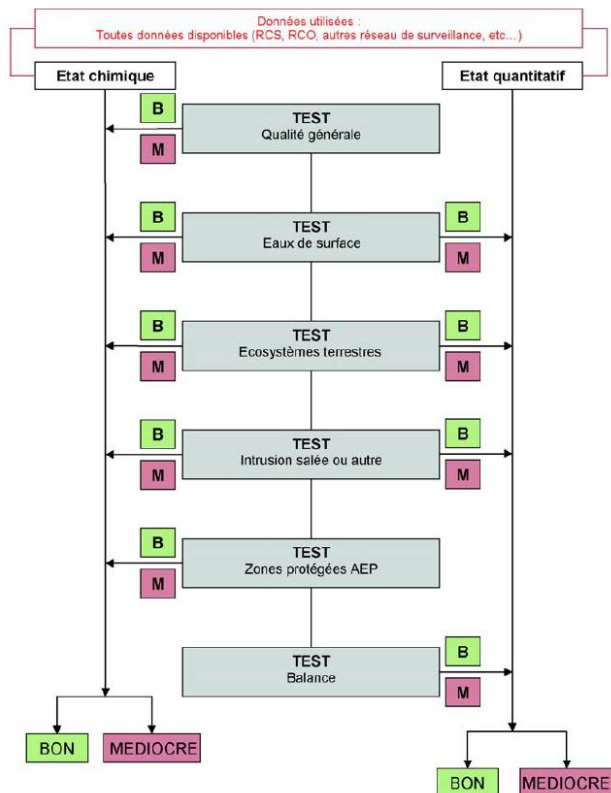 Données utilisées :
Toutes données disponibles (RCS, RCO, autres réseau de surveillance, etc...)
Etat chimique
Etat quantitatif
B
M
TEST
Qualité générale
B
M
TEST
Eaux de surface
B
M
B
M
TEST
Ecosystèmes terrestres
B
M
B
M
TEST
Intrusion salée ou autre
B
M
B
M
TEST
Zones protégées AEP
TEST
Balance
B
M
BON
MEDIOCRE
BON
MEDIOCRE